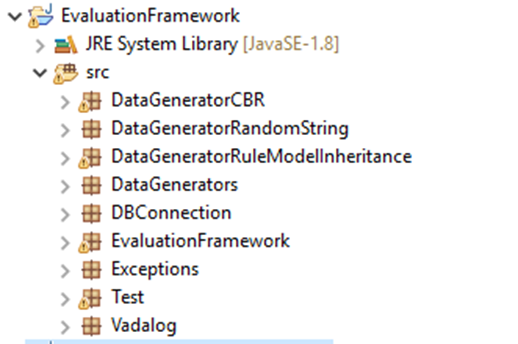 EvaluationFramework
JRE System Library [JavaSE-1.8]
src
DataGeneratorCBR
DataGeneratorRandomString
DataGeneratorRuleModelInheritance
DataGenerators
DBConnection
EvaluationFramework
Exceptions
Test
Vadalog